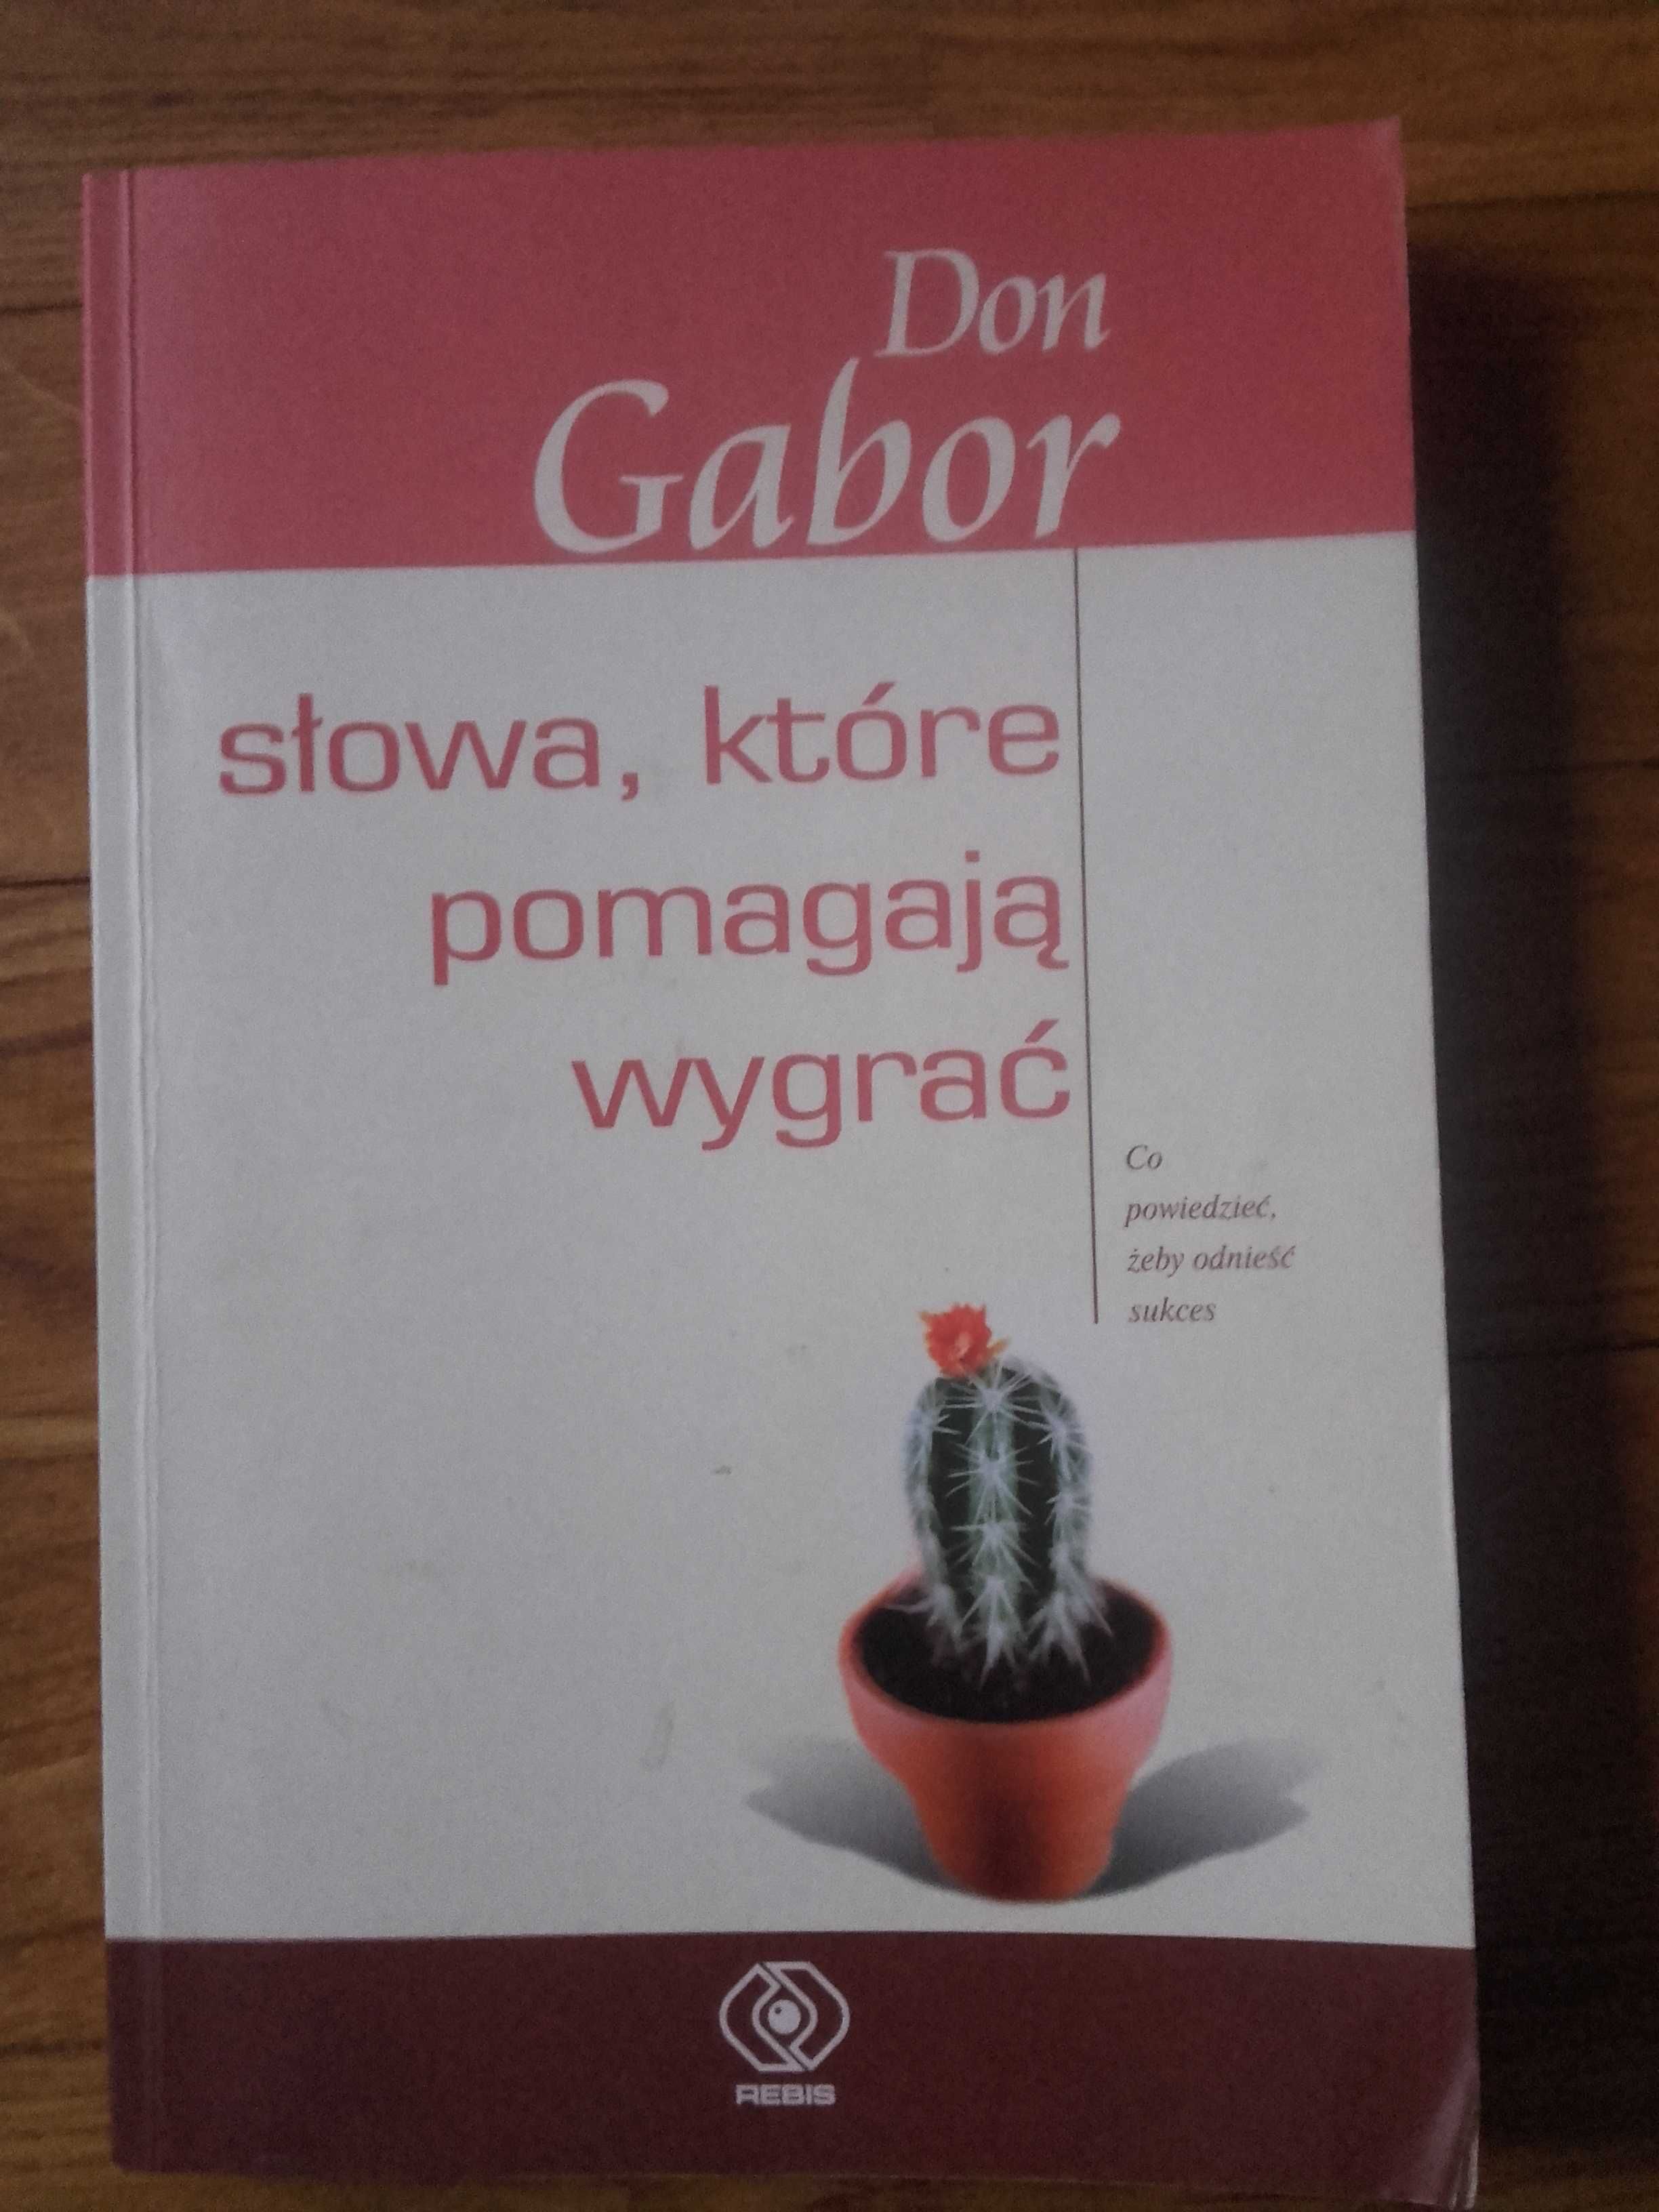 Don
Gabor
słowa, które
pomagają
wygrać
Co
powiedzieć,
żeby odnieść
sukces
REBIS